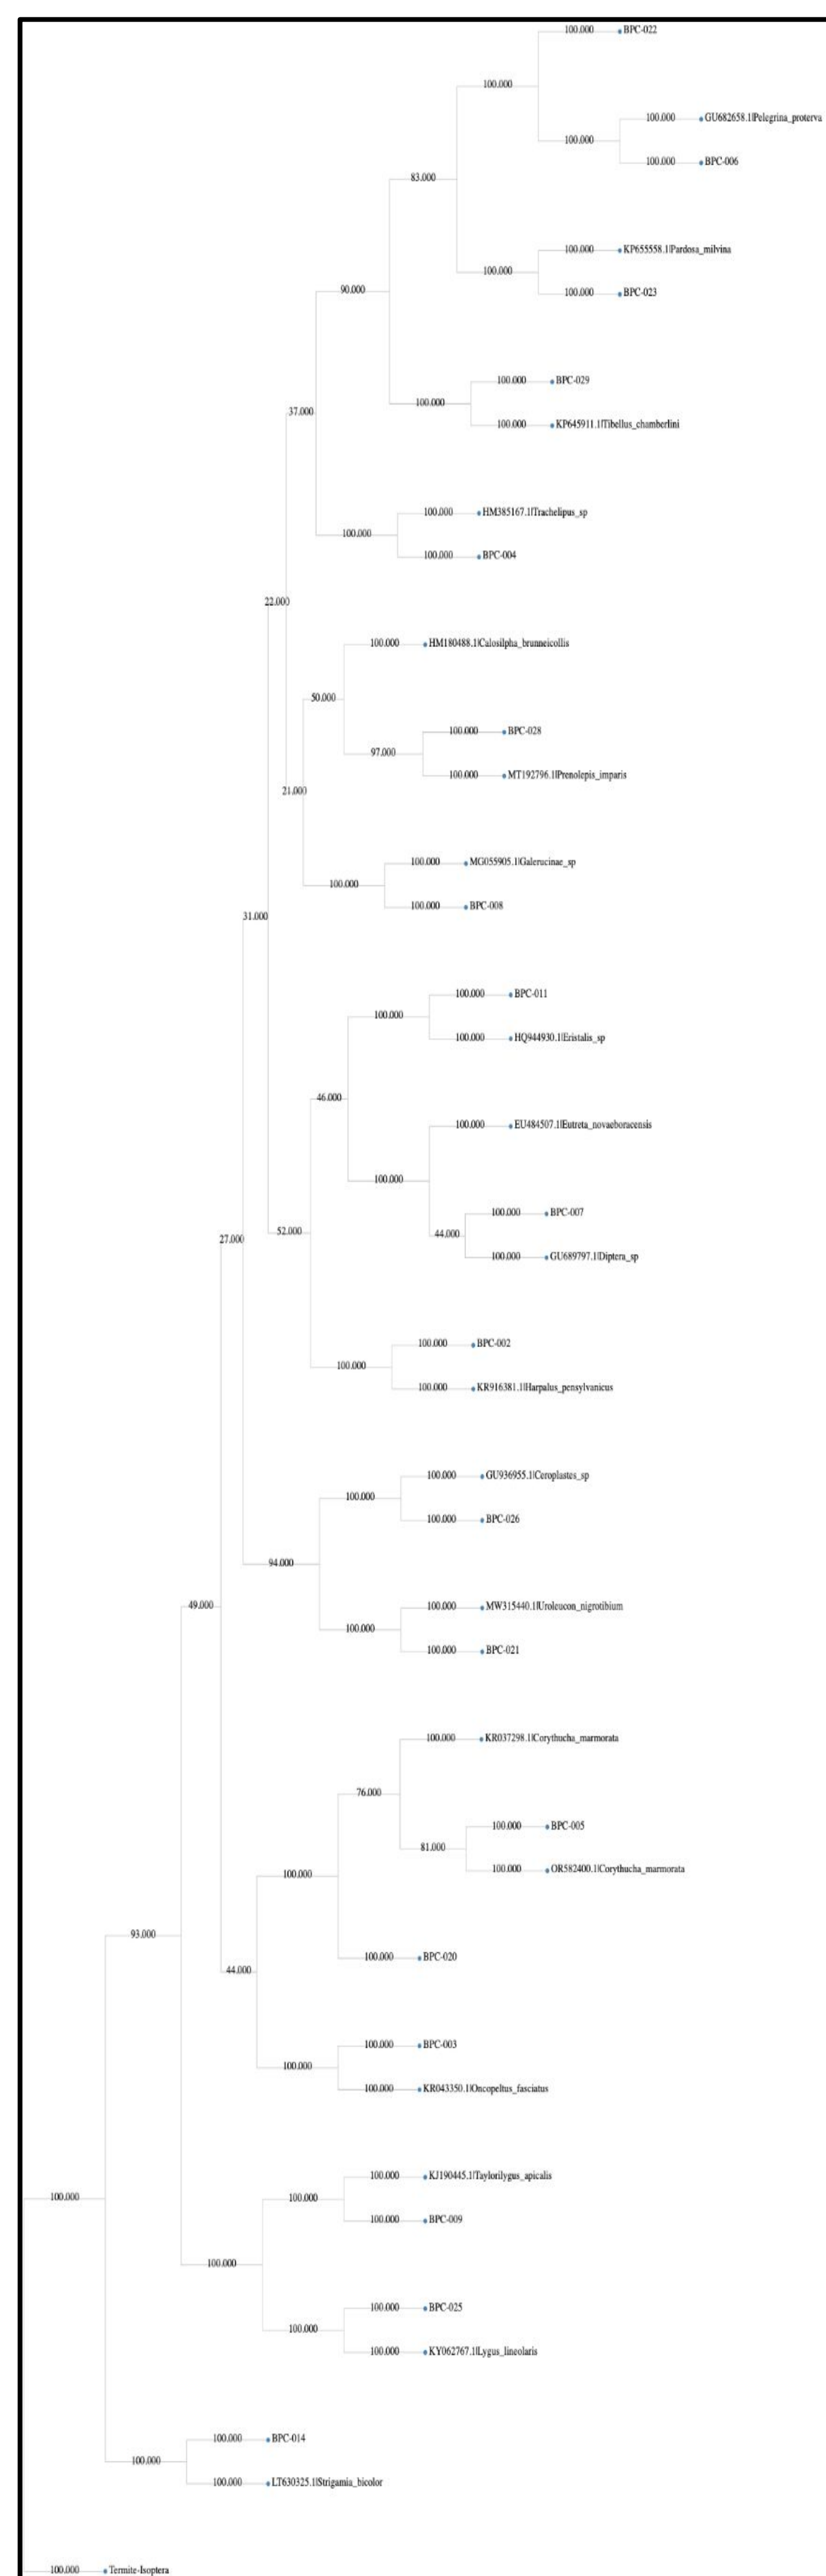 100.000 BPC-022
100.000
100.000 GU682658.1|Pelegrina_proterva
100.000
100.000 BPC-006
83.000
100.000 KP655558.1|Pardosa_milvina
100.000
100.000 BPC-023
90.000
100.000 BPC-029
100.000
37.000
100.000 KP645911.1|Tibellus_chamberlini
100.000 HM385167.1|Trachelipus_sp
100.000
100.000 BPC-004
22.000
100.000 HM180488.1|Calosilpha_brunneicollis
50.000
100.000 BPC-028
97.000
100.000 MT192796.1|Prenolepis_imparis
21.000
100.000 MG055905.1|Galerucinae_sp
100.000
100.000 BPC-008
31.000
100.000 BPC-011
100.000
100.000 HQ944930.1|Eristalis_sp
46.000
100.000 EU484507.1|Eutreta_novaeboracensis
100.000
100.000 BPC-007
52.000
44.000
27.000
100.000 GU689797.1|Diptera_sp
100.000 BPC-002
100.000
100.000 KR916381.1|Harpalus_pensylvanicus
100.000 GU936955.1|Ceroplastes_sp
100.000
100.000 BPC-026
94.000
49.000
100.000 MW315440.1|Uroleucon_nigrotibium
100.000
100.000 BPC-021
100.000 KR037298.1|Corythucha_marmorata
76.000
100.000 BPC-005
81.000
100.000 OR582400.1|Corythucha_marmorata
100.000
93.000
100.000 BPC-020
44.000
100.000 BPC-003
100.000
100.000 KR043350.1|Oncopeltus_fasciatus
100.000 KJ190445.1|Taylorilygus_apicalis
100.000
100.000
100.000 BPC-009
100.000
100.000 BPC-025
100.000
100.000 KY062767.1|Lygus_lineolaris
100.000 BPC-014
100.000
100.000 LT630325.1|Strigamia_bicolor
100.000 Termite-Isoptera